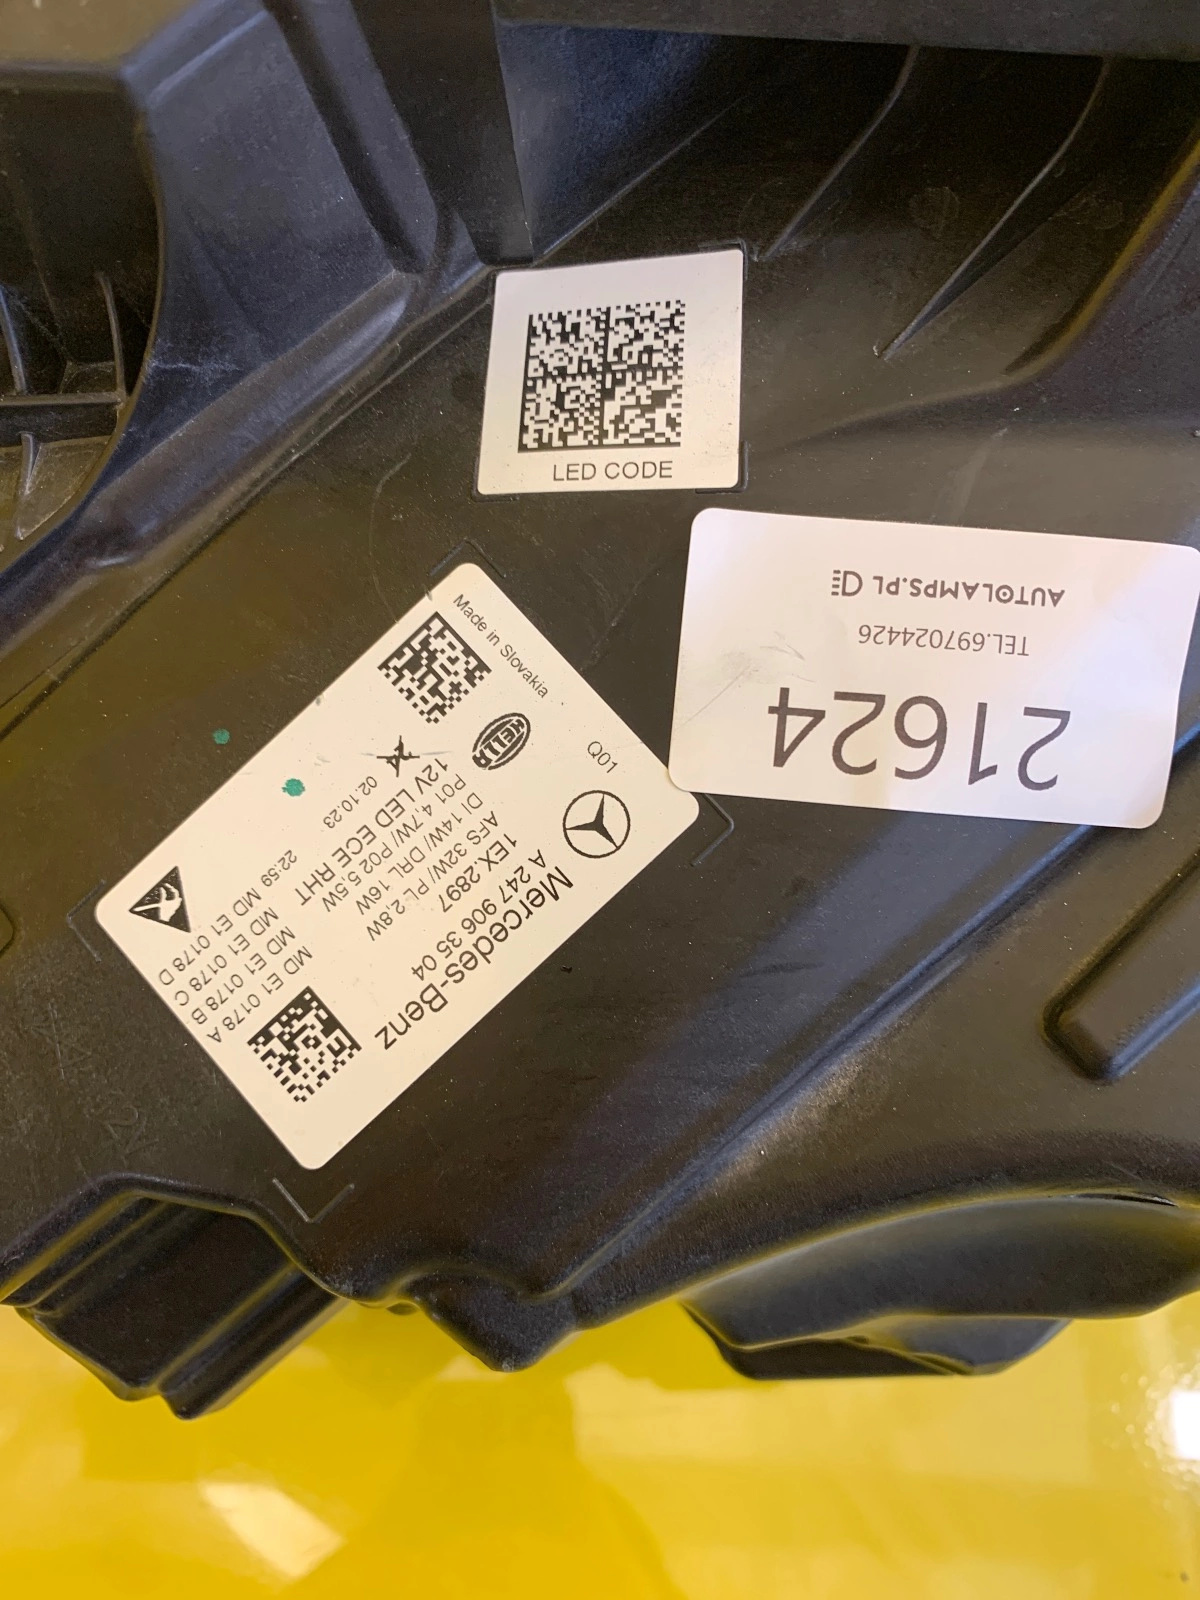 LED CODE
AUTOLAMPS.PL
TEL.697024426
21624
Mercedes-Benz
A 247 906 35 04
1EX.2897
AFS 32W/ PL 2,8W
DI 14W/ DRL 16W
P01 4,7W/ P02 5,5W
12V LED ECE RHT
Q01
HELLA
Made in Slovakia
02.10.23
22:59
MD E1 0178 A
MD E1 0178 B
MD E1 0178 C
MD E1 0178 D